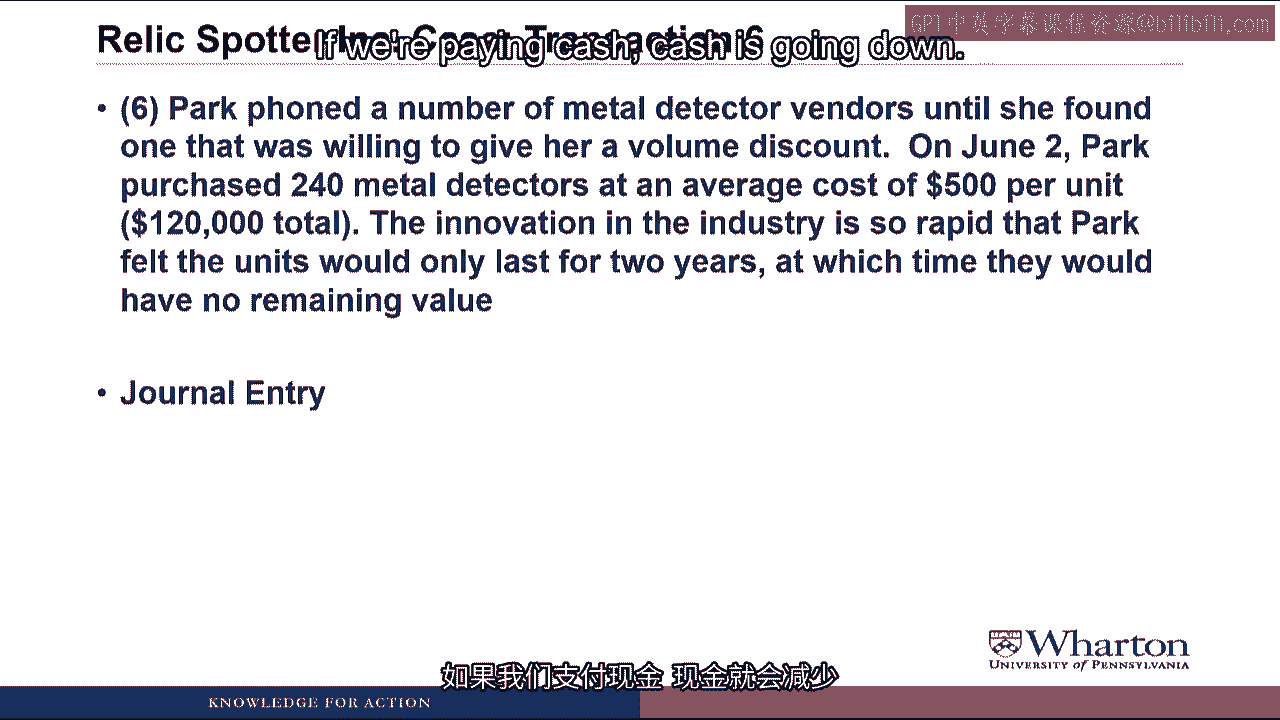 GPT中英字幕课程资源@bilibili.com
Relic Spotter Inc. Case: Transaction 6
If we're paying cash, cash is going down.
• (6) Park phoned a number of metal detector vendors until she found
one that was willing to give her a volume discount. On June 2, Park
purchased 240 metal detectors at an average cost of $500 per unit
($120,000 total). The innovation in the industry is so rapid that Park
felt the units would only last for two years, at which time they would
have no remaining value
• Journal Entry
Wharton
UNIVERSITY of PENNSYLVANIA
如果我们支付现金 现金就会减少
KNOWLEDGE FOR ACTION